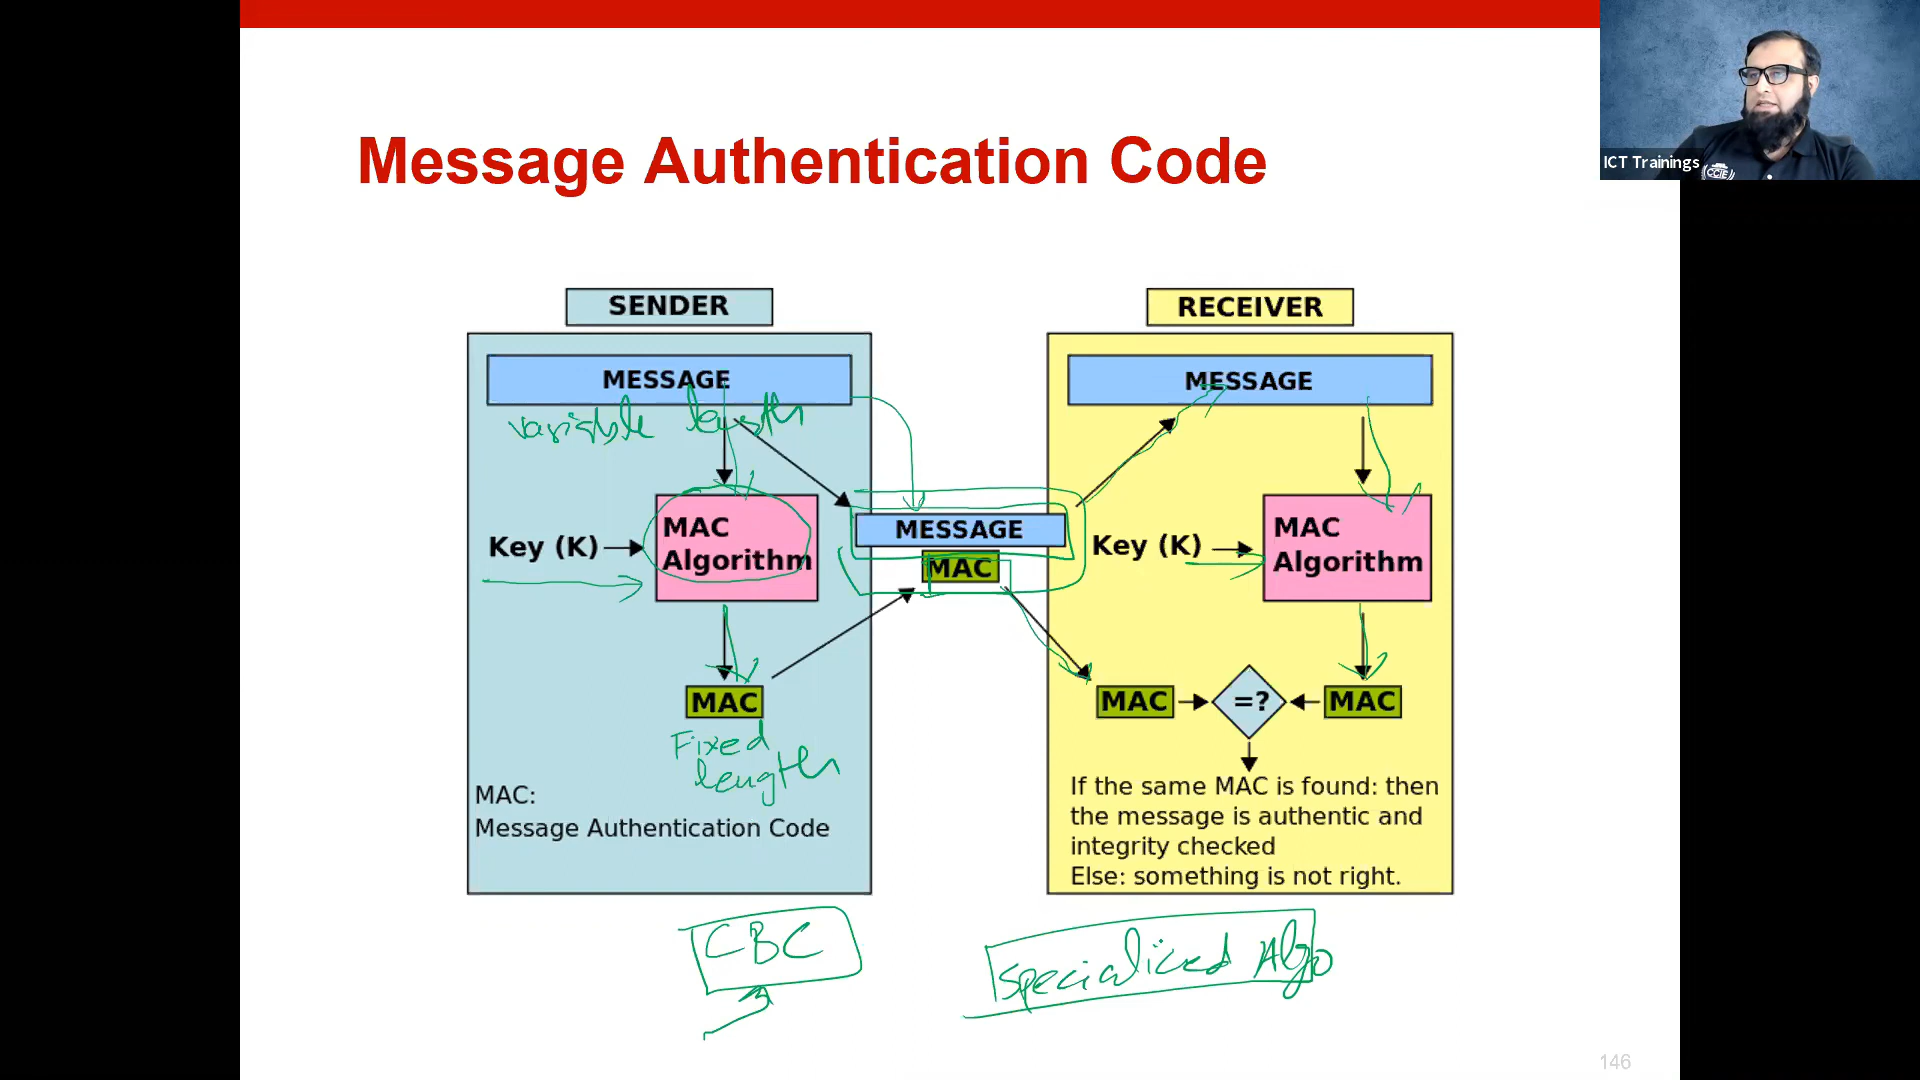 ICT Trainings
CCIE
Message Authentication Code
SENDER
RECEIVER
MESSAGE
variable length
Key (K)
MAC
Algorithm
MAC
Fixed
length
MAC:
Message Authentication Code
MESSAGE
MAC
MESSAGE
Key (K)
MAC
Algorithm
MAC
=?
MAC
If the same MAC is found: then
the message is authentic and
integrity checked
Else: something is not right.
CBC
Specialized Algo
146